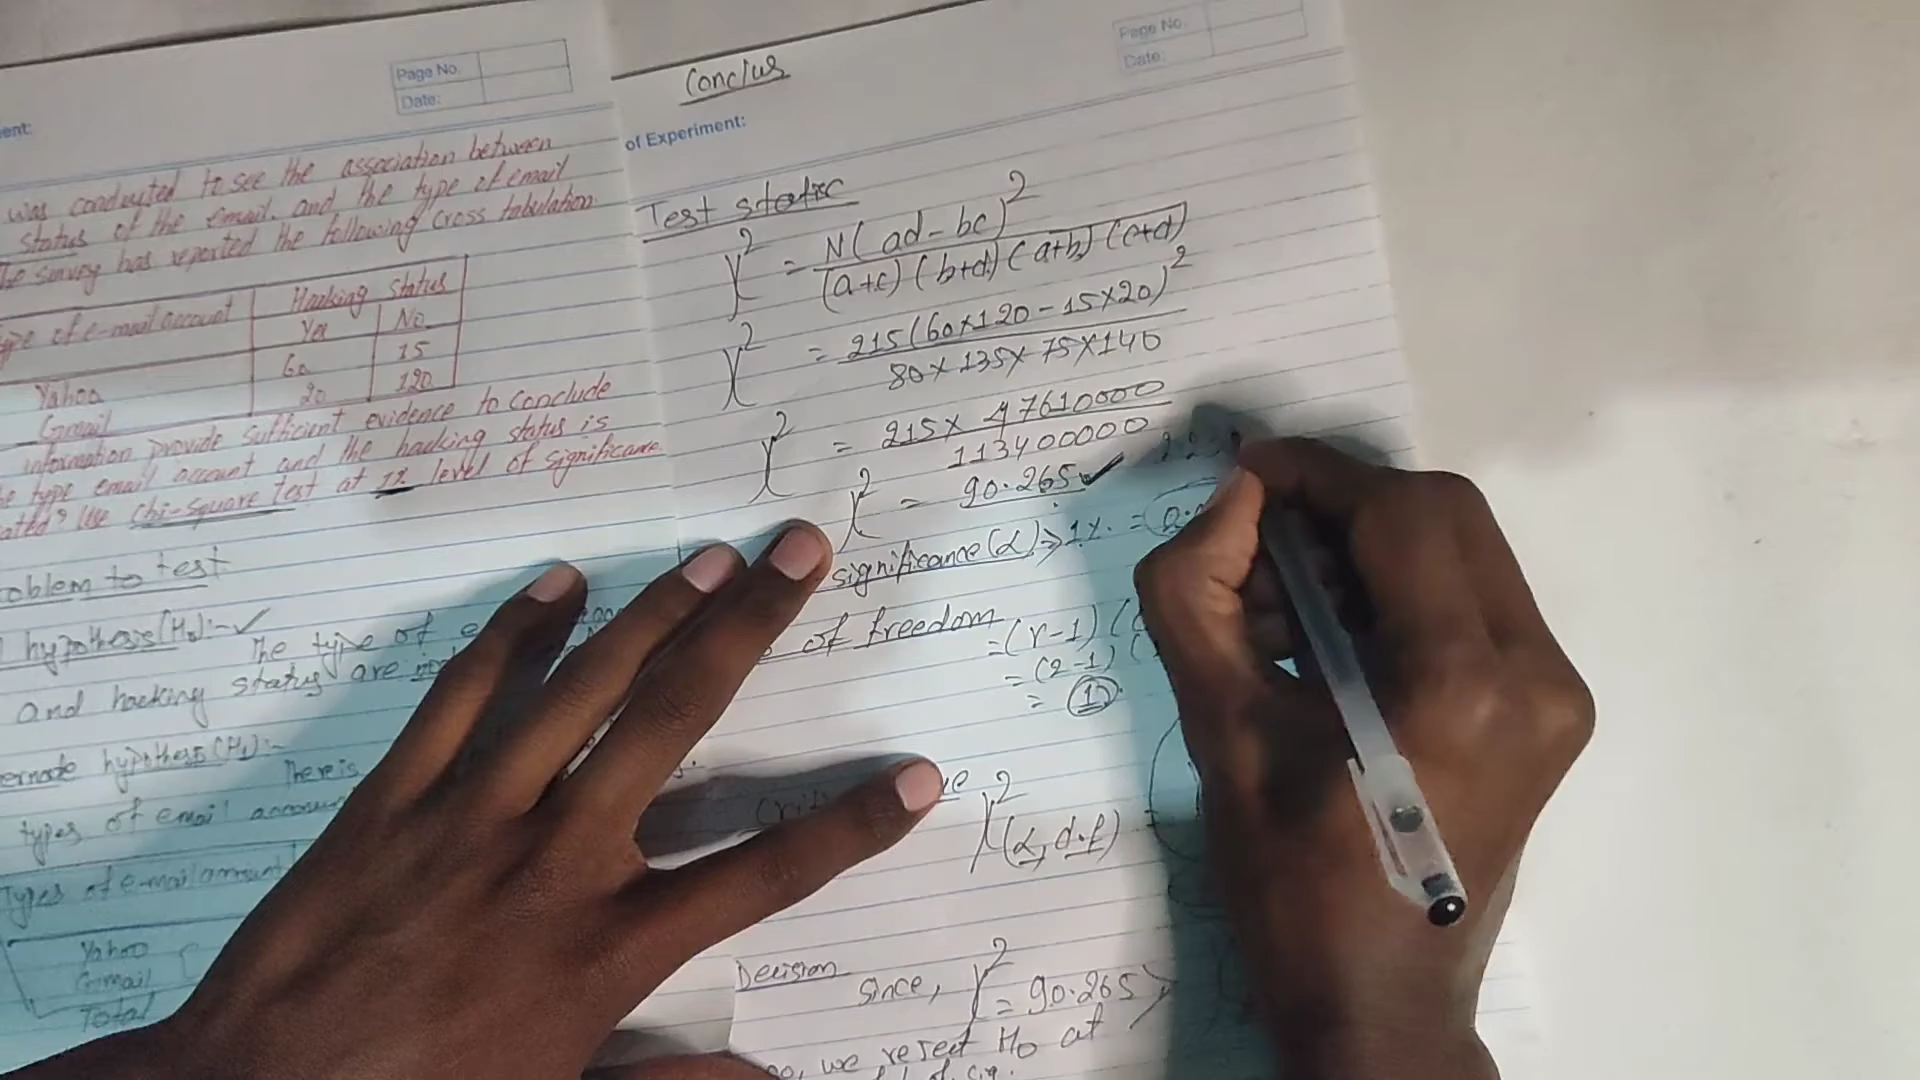 Page No.
Date:
ent:
was conducted to see the association between
status of the email. and the type of email
The survey has reported the following cross tabulation.
type of e-mail account Hacking status
Yes No
Yahoo 60 15
Gmail 20 120
information provide sufficient evidence to conclude
the type email account and the hacking status is
ated? Use Chi-square test at 1% level of significane.
oblem to test
hypothesis (H₀):- ✓
The type of e
and hacking status are
ernate hypothesis (H₁):-
There is
types of email accoun
Types of e-mail account
Yahoo
Gmail
Total
Conclus
Page No.
Date:
of Experiment:
Test static
χ² = N(ad - bc)² / (a+c)(b+d)(a+b)(c+d)
χ² = 215(60×120 - 15×20)² / 80×135×75×140
χ² = 215× 47610000 / 113400000
χ² = 90.265 ✓
significance (α) => 1%. =
of freedom = (r-1) (
= (2-1) (
= 1
χ² (α, d.f) =
Decision
since, χ² = 90.265 >
so, we reject H₀ at